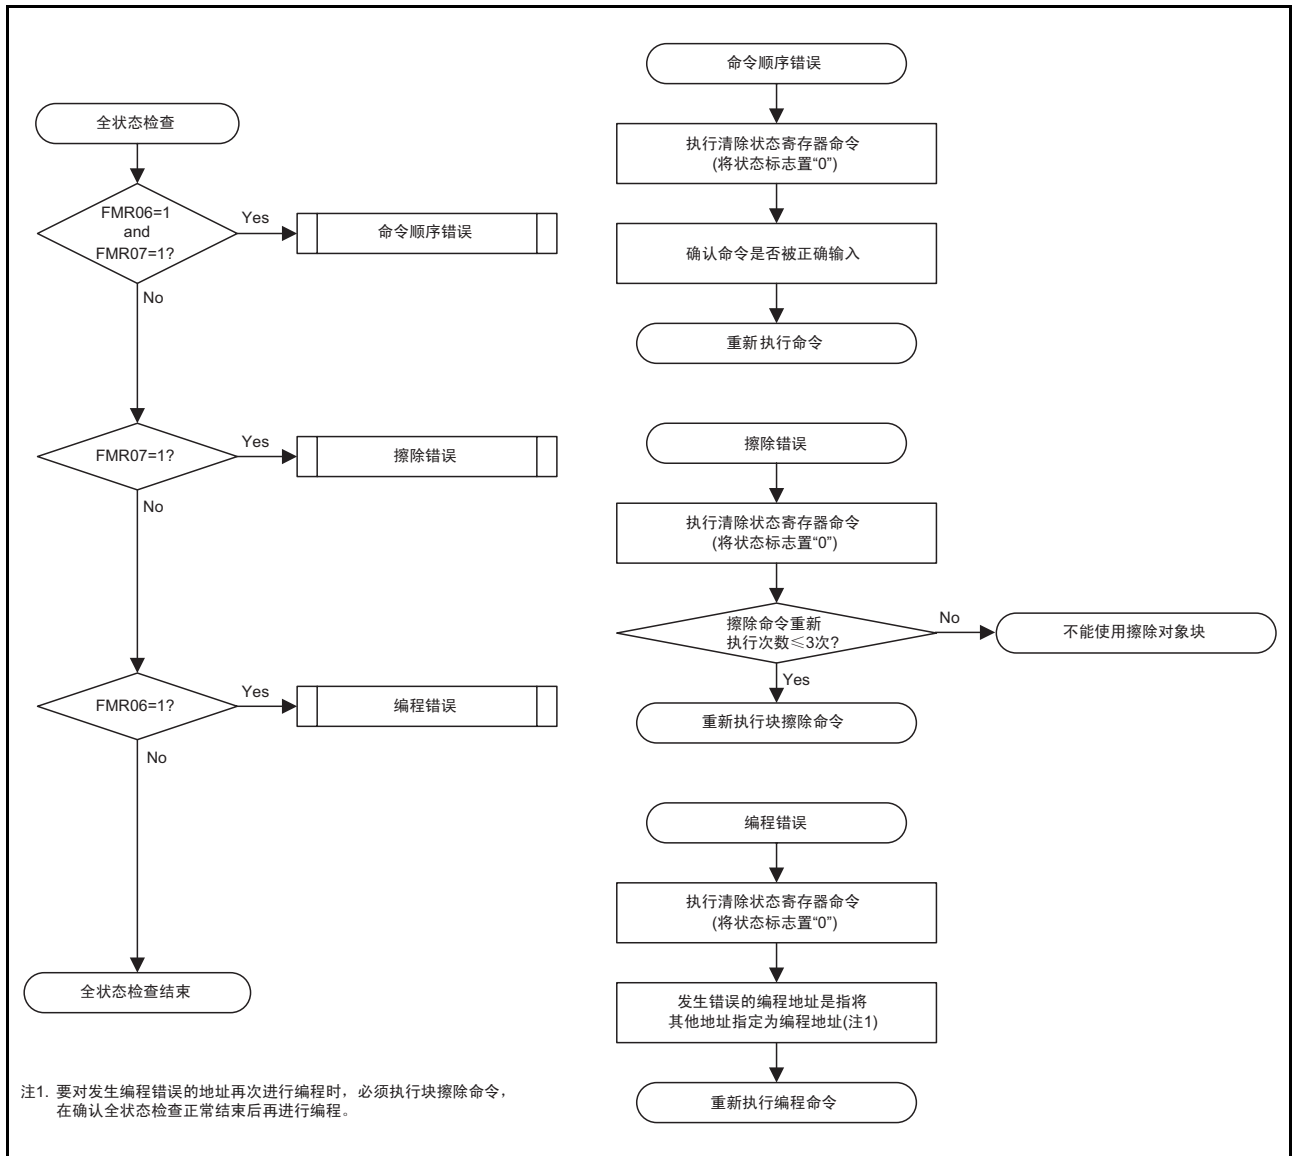 全状态检查
FMR06=1
and
FMR07=1?
Yes
命令顺序错误
No
FMR07=1?
Yes
擦除错误
No
FMR06=1?
Yes
编程错误
No
全状态检查结束
命令顺序错误
执行清除状态寄存器命令
(将状态标志置“0”)
确认命令是否被正确输入
重新执行命令
擦除错误
执行清除状态寄存器命令
(将状态标志置“0”)
擦除命令重新
执行次数≤3次?
No
不能使用擦除对象块
Yes
重新执行块擦除命令
编程错误
执行清除状态寄存器命令
(将状态标志置“0”)
发生错误的编程地址是指将
其他地址指定为编程地址(注1)
重新执行编程命令
注1. 要对发生编程错误的地址再次进行编程时，必须执行块擦除命令，
在确认全状态检查正常结束后再进行编程。